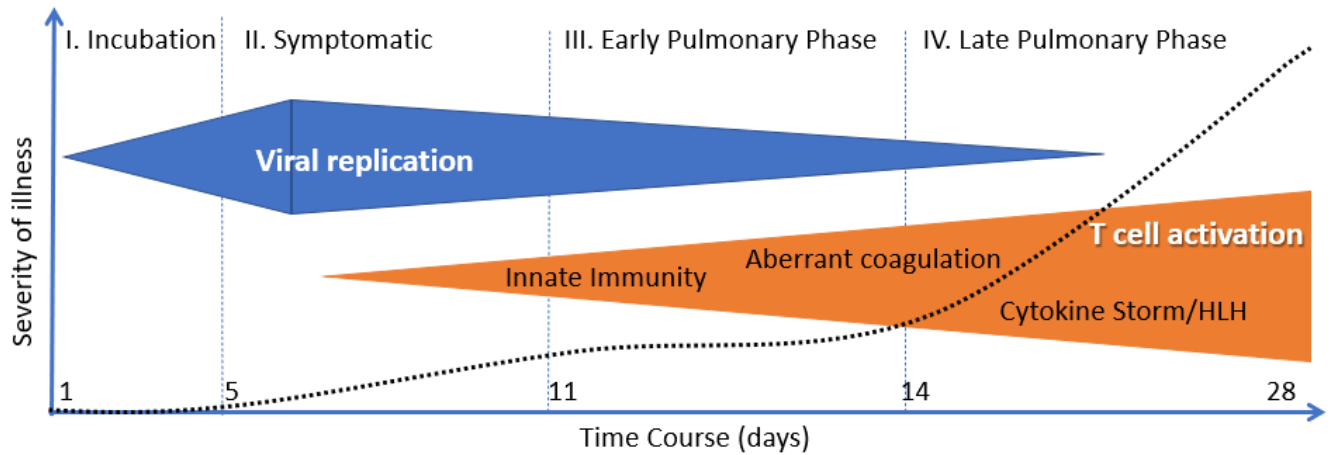 I. Incubation
II. Symptomatic
III. Early Pulmonary Phase
IV. Late Pulmonary Phase
Severity of illness
Viral replication
T cell activation
Aberrant coagulation
Innate Immunity
Cytokine Storm/HLH
1
5
11
14
28
Time Course (days)